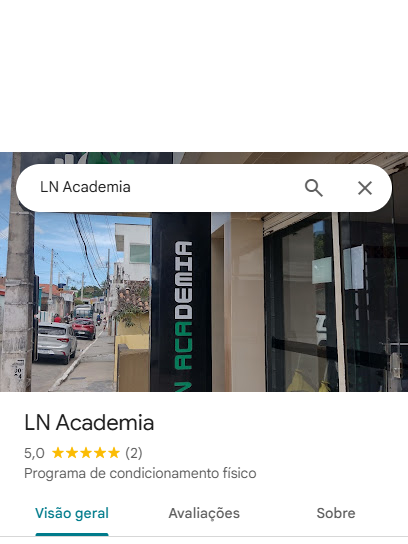 LN Academia
N ACADEMIA
LN Academia
5,0 ★★★★★ (2)
Programa de condicionamento físico
Visão geral
Avaliações
Sobre